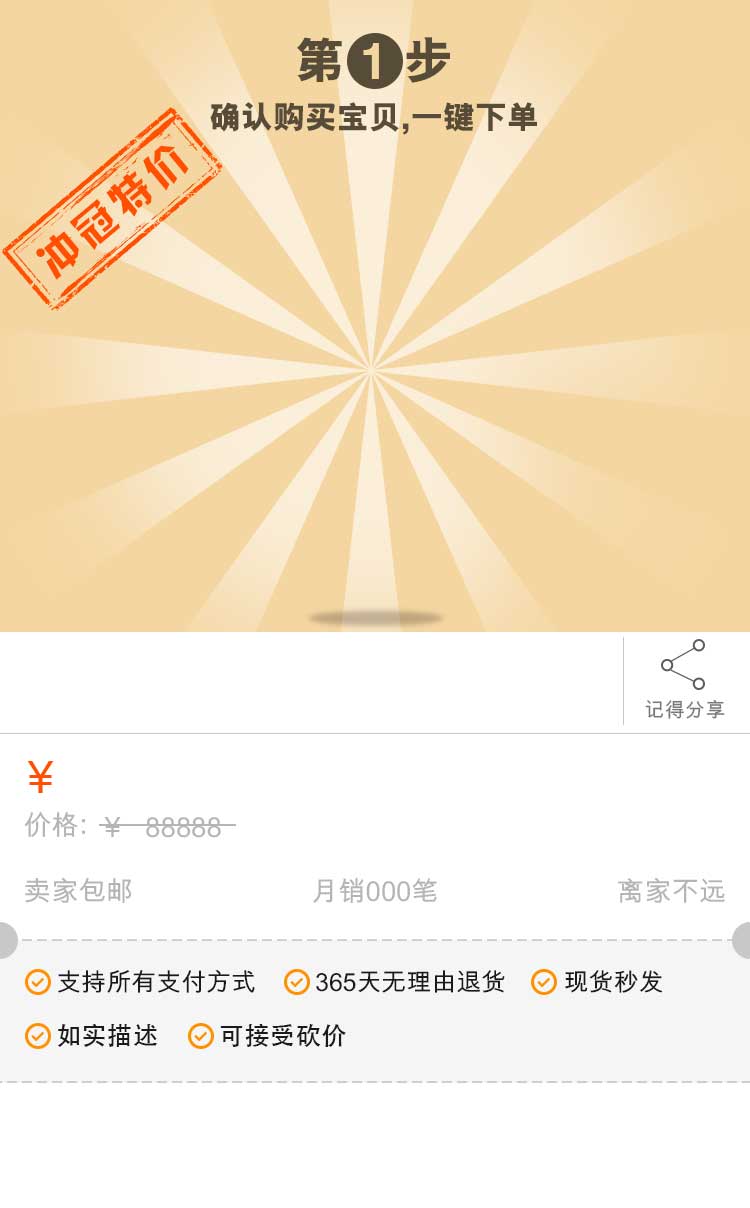 第1步
确认购买宝贝,一键下单
冲冠特价
记得分享
¥
价格: ¥ 88888
卖家包邮 月销000笔 离家不远
支持所有支付方式 365天无理由退货 现货秒发
如实描述 可接受砍价